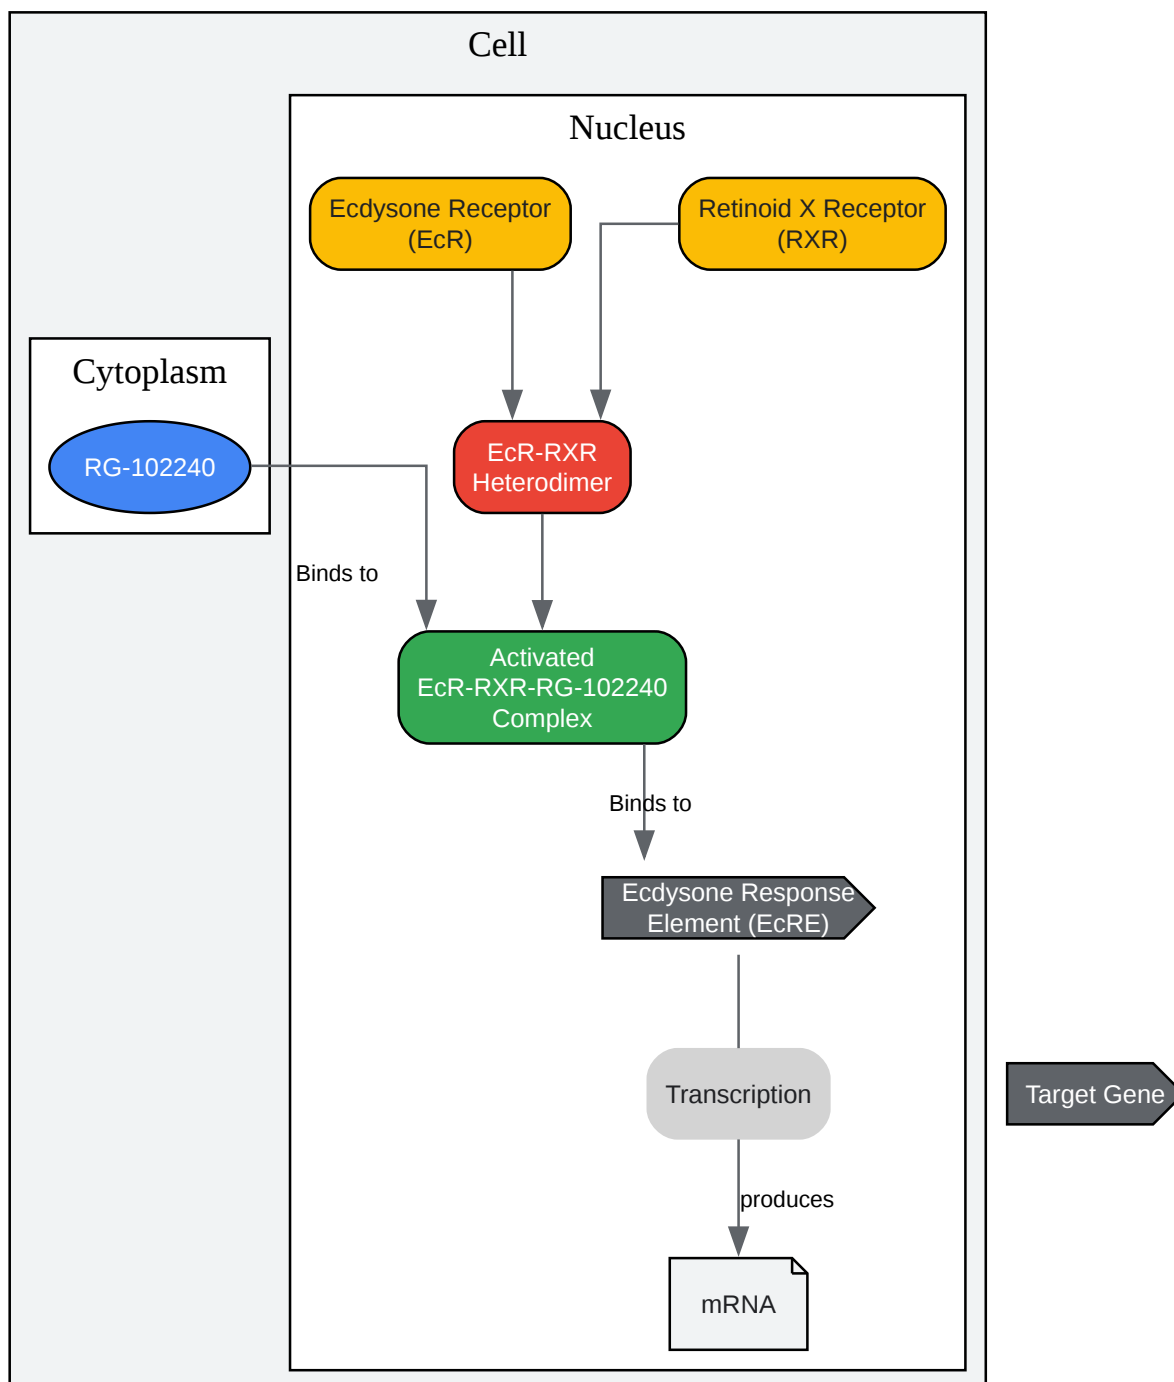 Cell
Nucleus
Ecdysone Receptor
(EcR)
Retinoid X Receptor
(RXR)
Cytoplasm
RG-102240
EcR-RXR
Heterodimer
Binds to
Activated
EcR-RXR-RG-102240
Complex
Binds to
Ecdysone Response
Element (EcRE)
Transcription
Target Gene
produces
mRNA